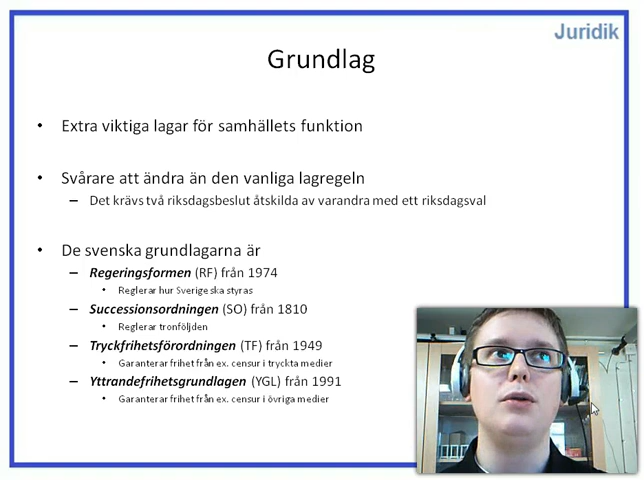 Juridik
Grundlag
• Extra viktiga lagar för samhällets funktion
• Svårare att ändra än den vanliga lagregeln
– Det krävs två riksdagsbeslut åtskilda av varandra med ett riksdagsval
• De svenska grundlagarna är
– Regeringsformen (RF) från 1974
• Reglerar hur Sverige ska styras
– Successionsordningen (SO) från 1810
• Reglerar tronföljden
– Tryckfrihetsförordningen (TF) från 1949
• Garanterar frihet från ex. censur i tryckta medier
– Yttrandefrihetsgrundlagen (YGL) från 1991
• Garanterar frihet från ex. censur i övriga medier